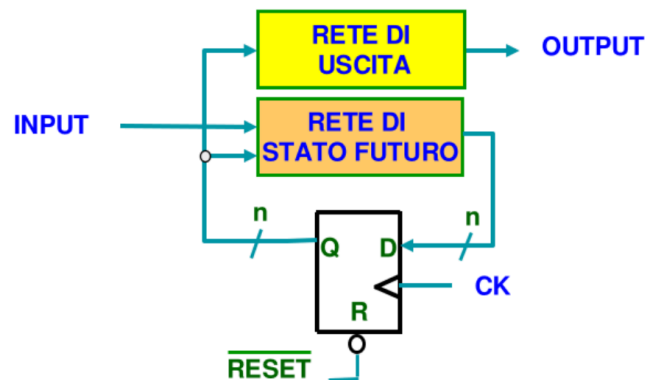 RETE DI
USCITA
OUTPUT
INPUT
RETE DI
STATO FUTURO
n
n
Q
D
CK
R
RESET